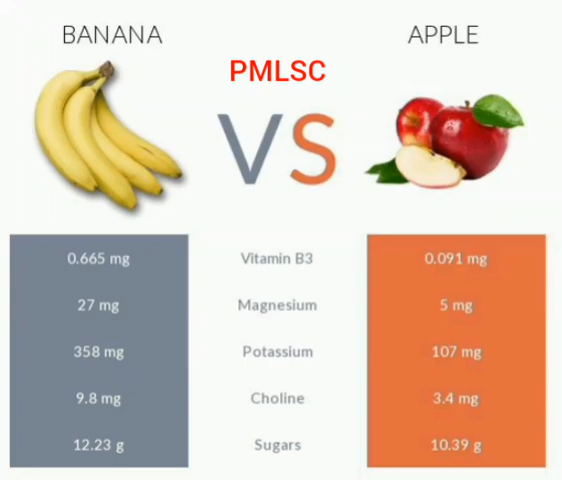 BANANA
APPLE
PMLSC
VS
0.665 mg Vitamin B3 0.091 mg
27 mg Magnesium 5 mg
358 mg Potassium 107 mg
9.8 mg Choline 3.4 mg
12.23 g Sugars 10.39 g